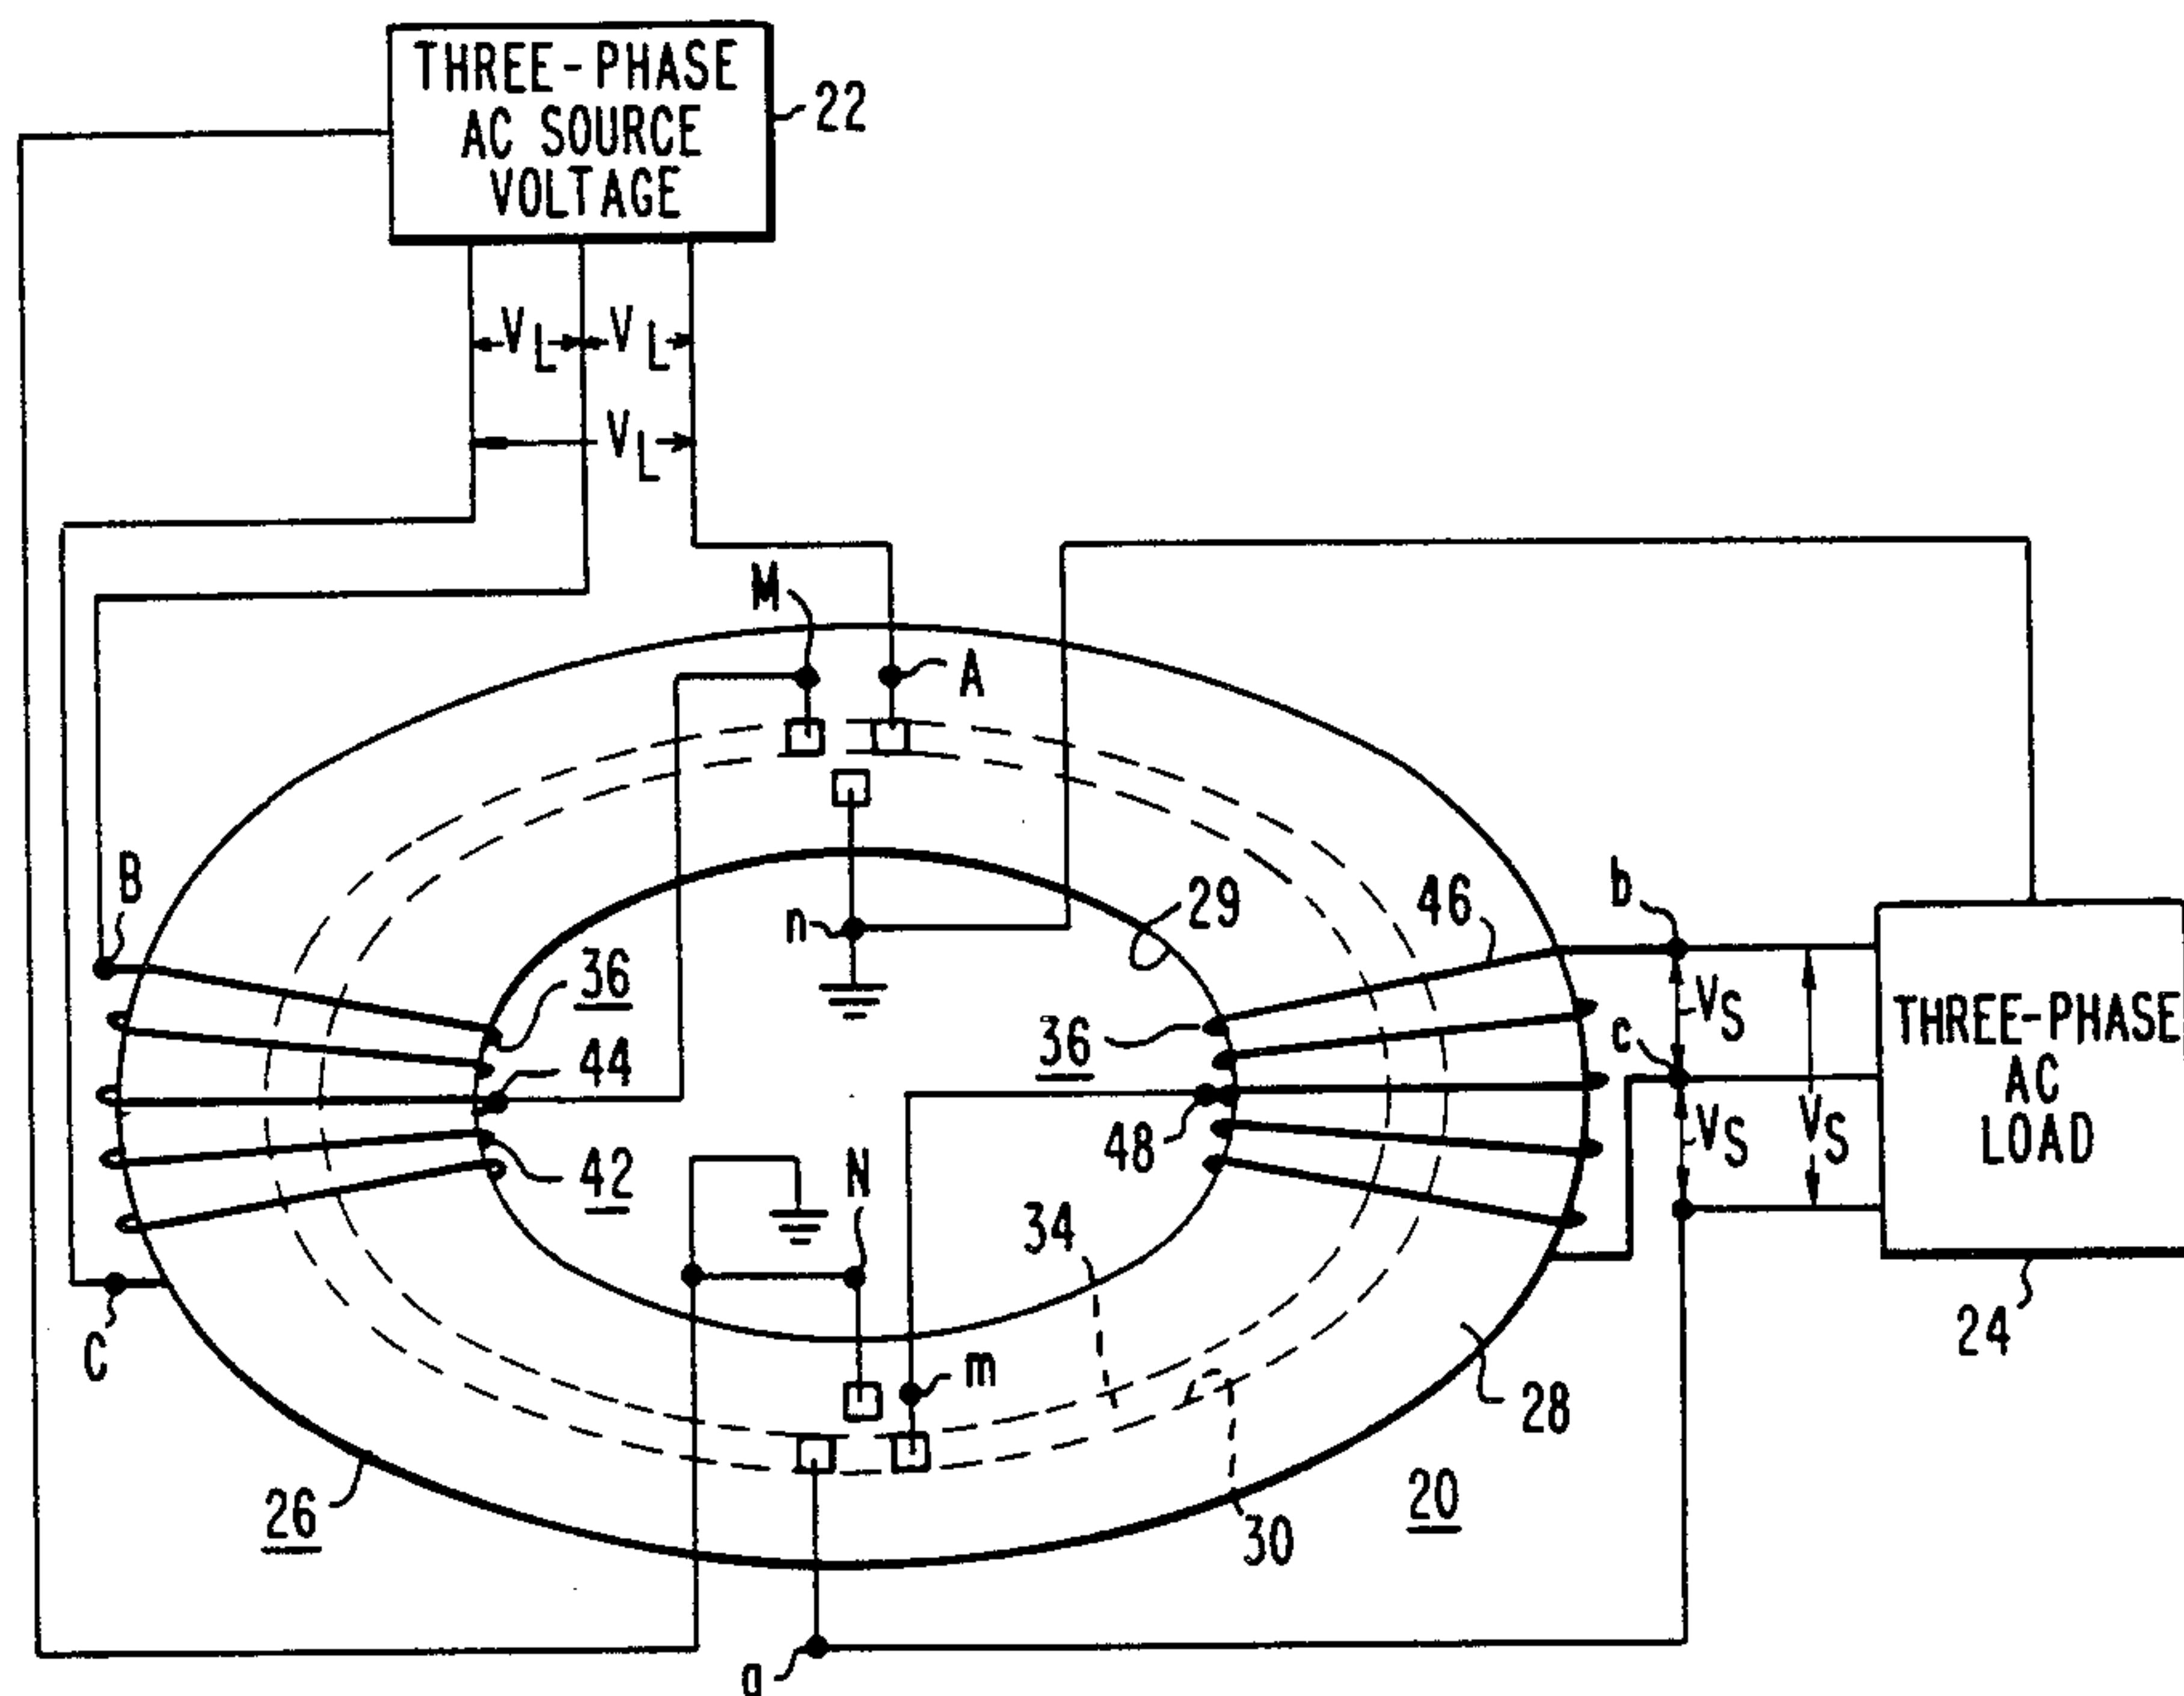 THREE-PHASE
AC SOURCE
VOLTAGE
22
VL
VL
VL
M
A
B
n
29
46
b
36
44
36
c
VS
VS
VS
THREE-PHASE
AC
LOAD
48
42
N
34
C
m
24
28
26
20
30
a